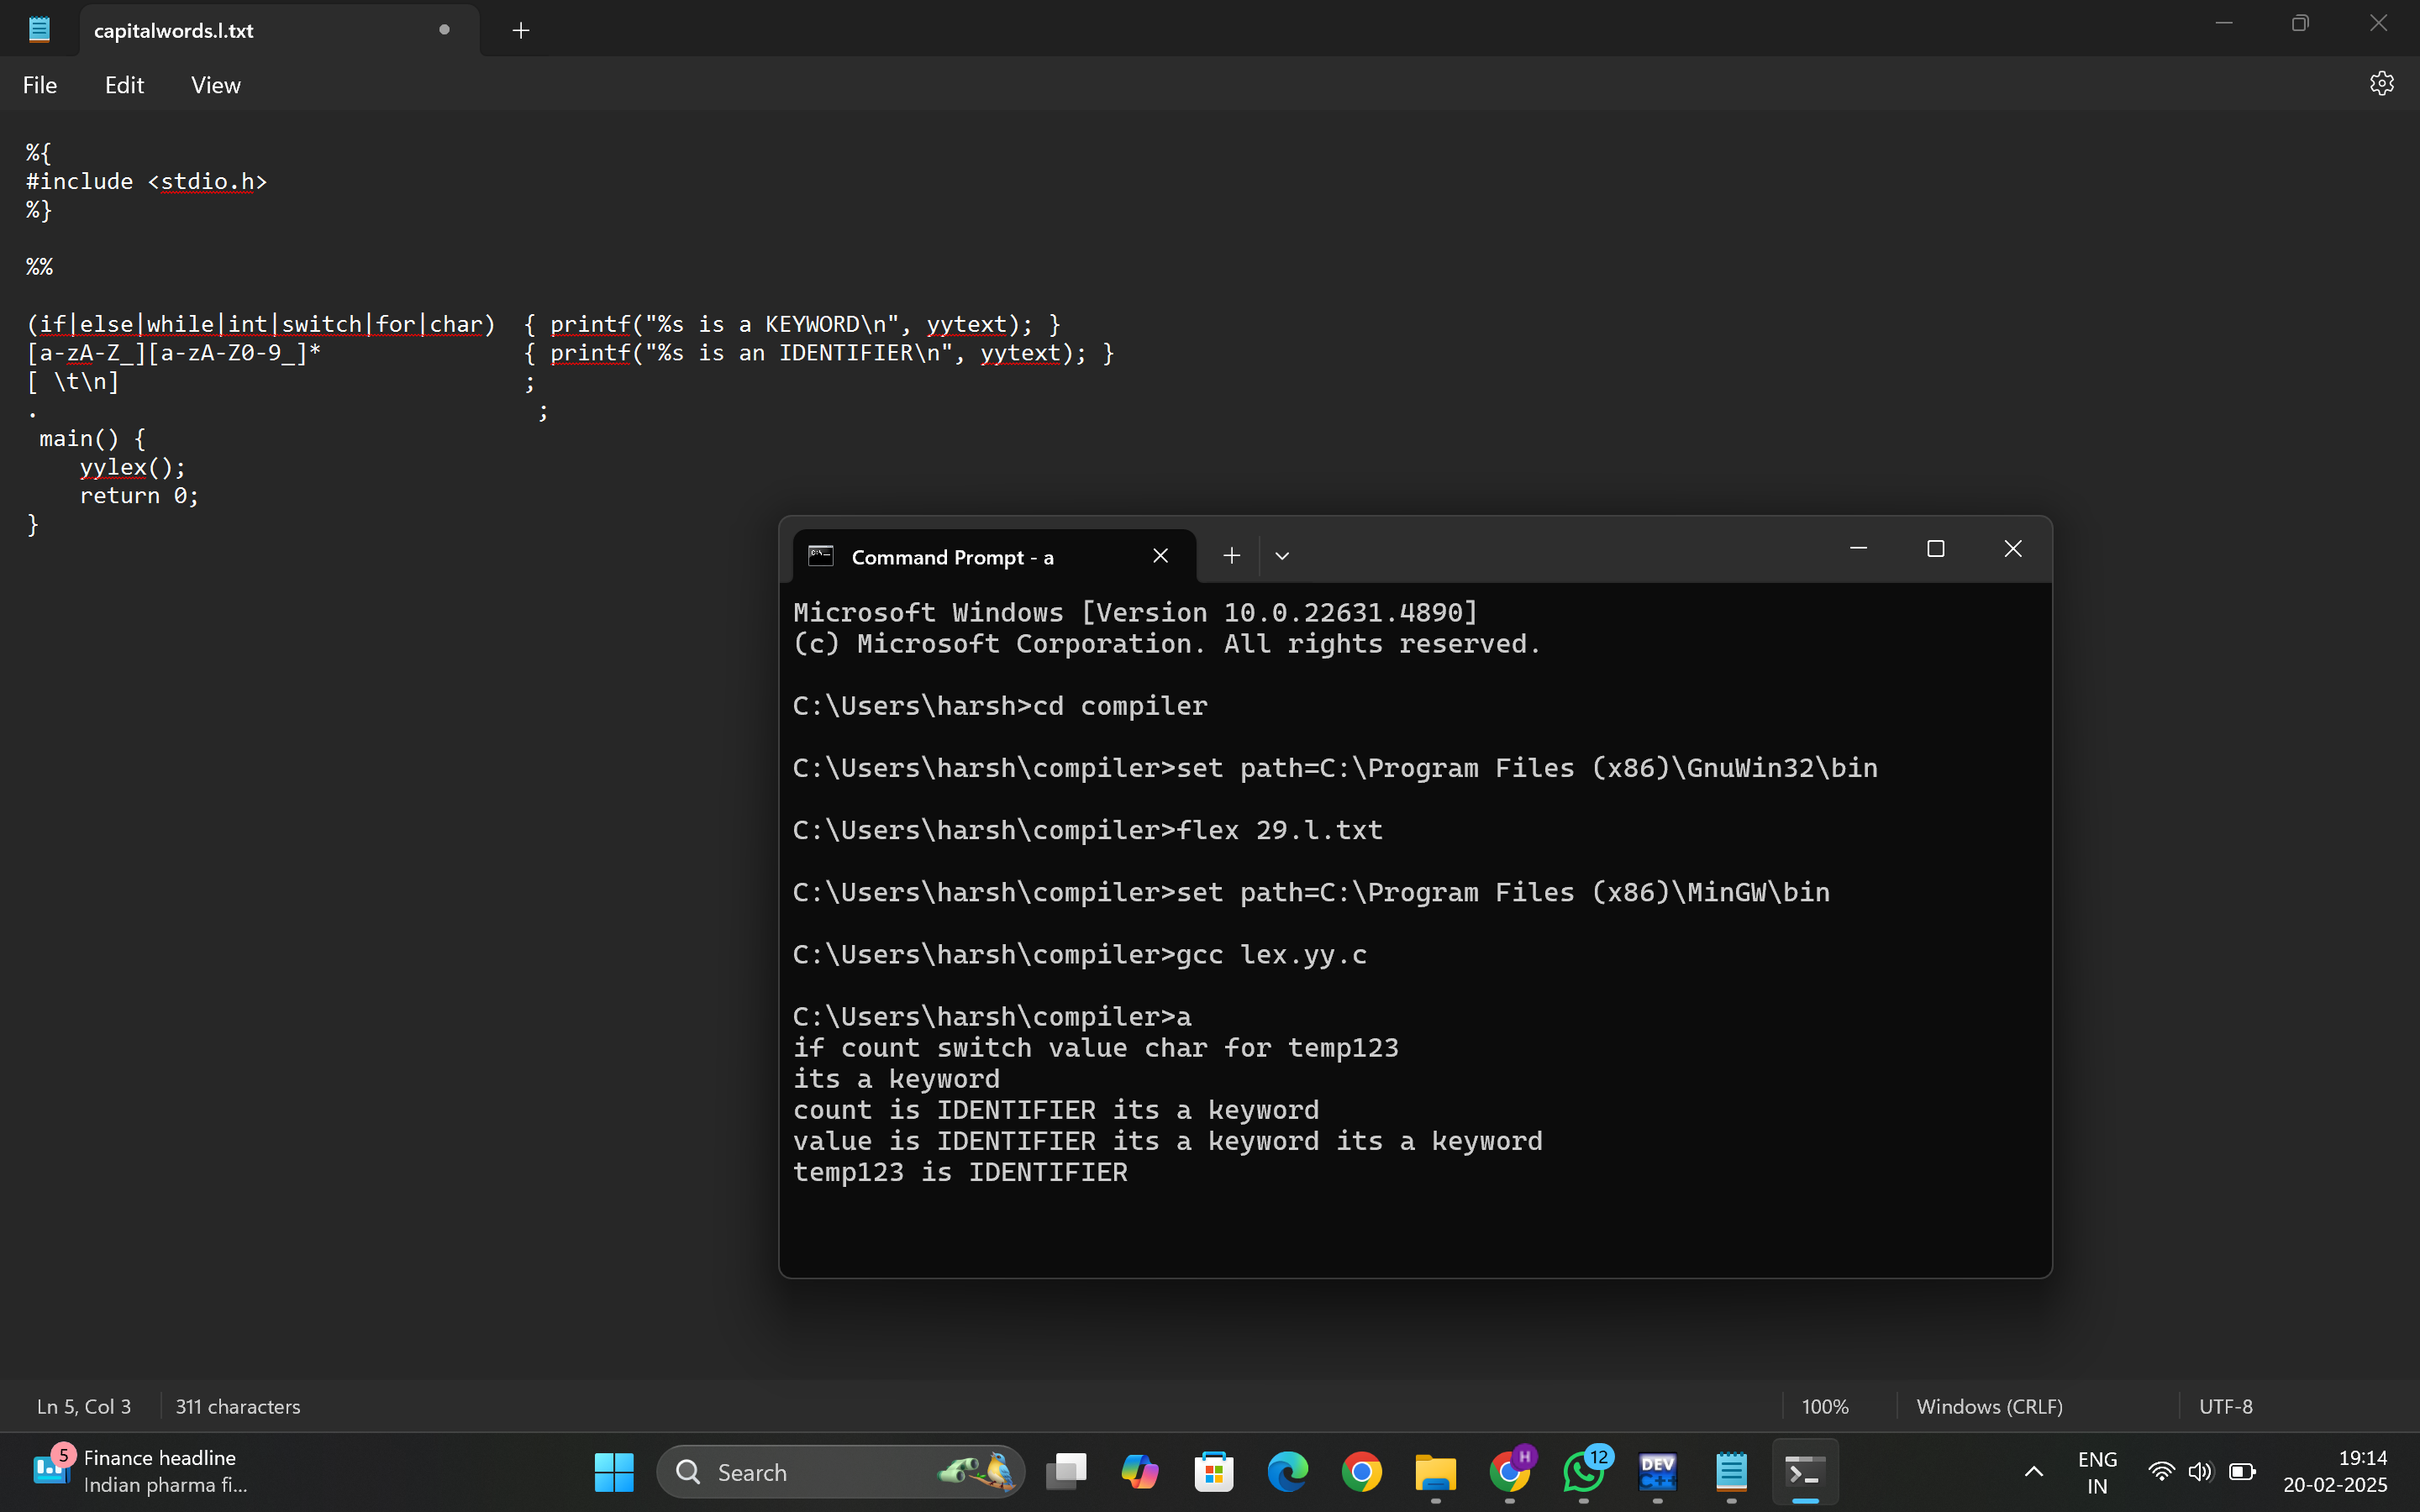 capitalwords.l.txt
File Edit View
%{
#include <stdio.h>
%}
%%
(if|else|while|int|switch|for|char)  { printf("%s is a KEYWORD\n", yytext); }
[a-zA-Z_][a-zA-Z0-9_]*               { printf("%s is an IDENTIFIER\n", yytext); }
[ \t\n]                              ;
.                                     ;
 main() {
    yylex();
    return 0;
}
Command Prompt - a
Microsoft Windows [Version 10.0.22631.4890]
(c) Microsoft Corporation. All rights reserved.
C:\Users\harsh>cd compiler
C:\Users\harsh\compiler>set path=C:\Program Files (x86)\GnuWin32\bin
C:\Users\harsh\compiler>flex 29.l.txt
C:\Users\harsh\compiler>set path=C:\Program Files (x86)\MinGW\bin
C:\Users\harsh\compiler>gcc lex.yy.c
C:\Users\harsh\compiler>a
if count switch value char for temp123
its a keyword
count is IDENTIFIER its a keyword
value is IDENTIFIER its a keyword its a keyword
temp123 is IDENTIFIER
Ln 5, Col 3 311 characters 100% Windows (CRLF) UTF-8
5 Finance headline
Indian pharma fi...
Search
H
12
DEV
C++
ENG
IN
19:14
20-02-2025